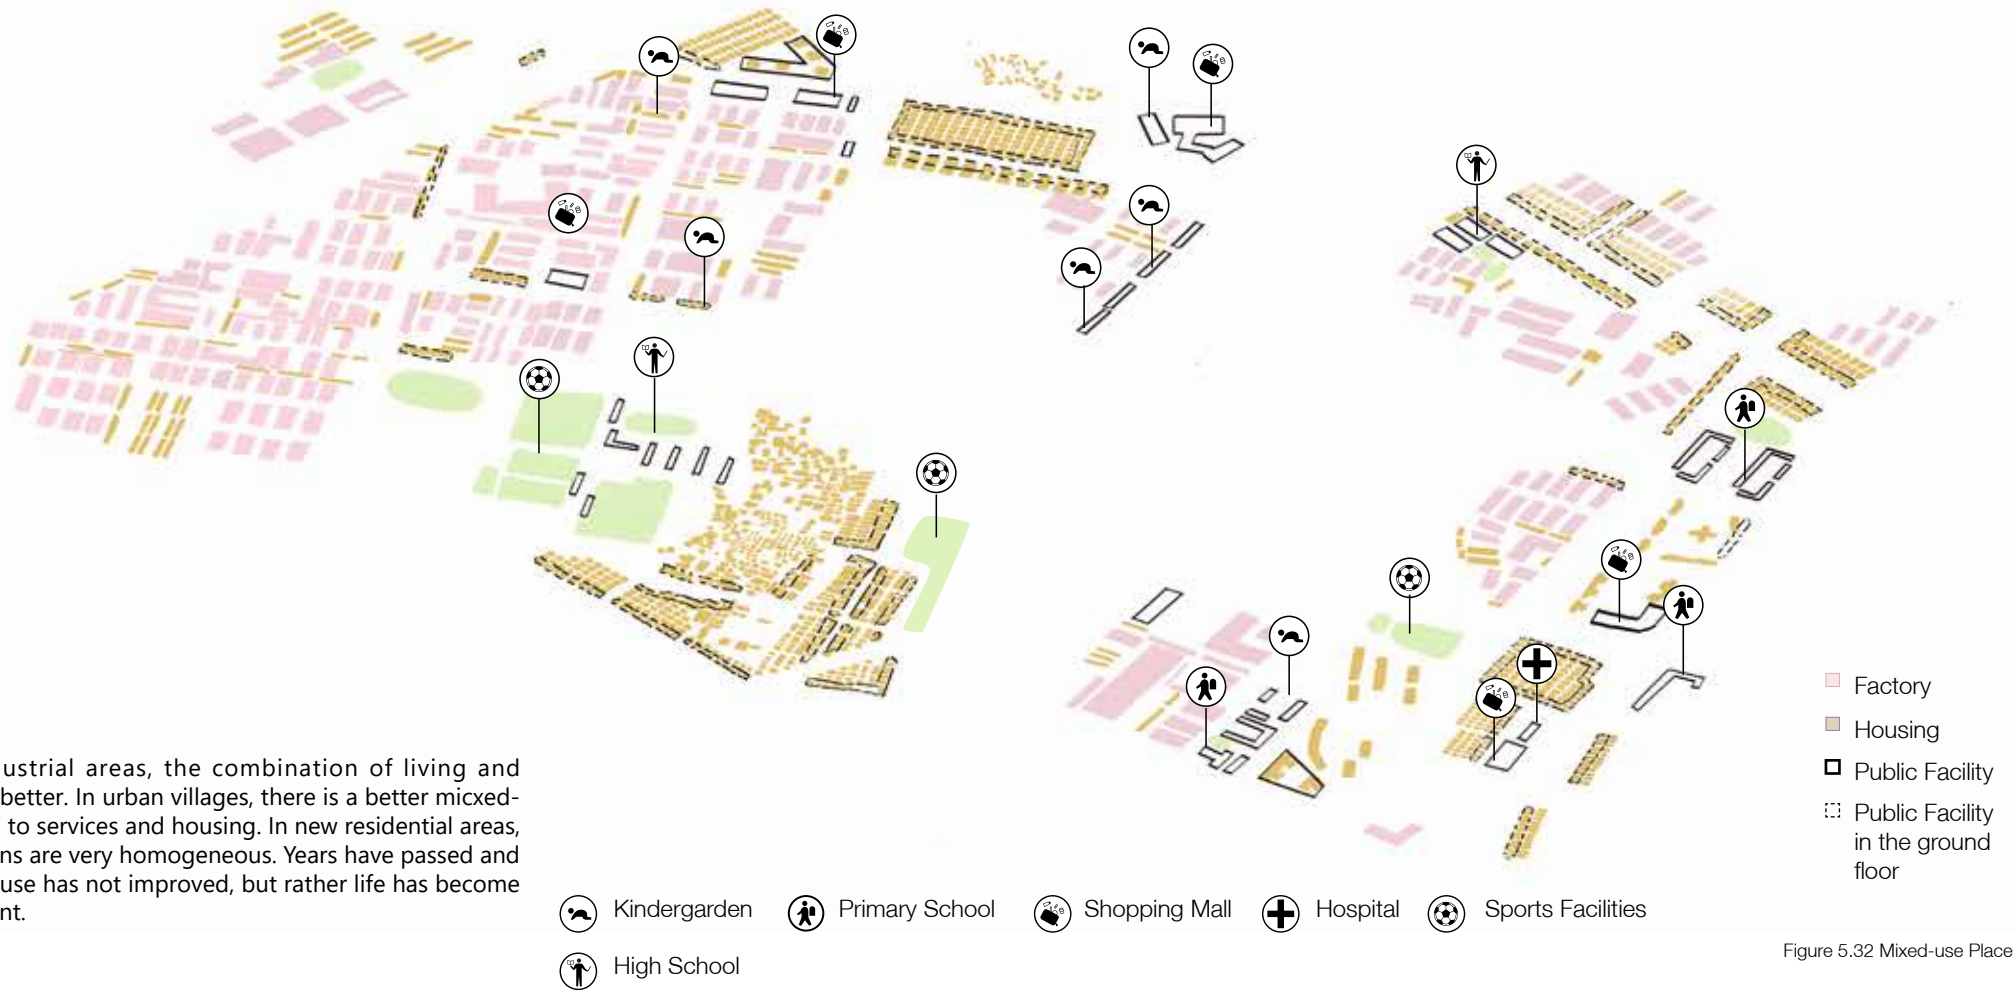 ustrial areas, the combination of living and
better. In urban villages, there is a better micxed-
to services and housing. In new residential areas,
ns are very homogeneous. Years have passed and
use has not improved, but rather life has become
nt.
Factory
Housing
Public Facility
Public Facility
in the ground
floor
Kindergarden
Primary School
Shopping Mall
Hospital
Sports Facilities
High School
Figure 5.32 Mixed-use Place